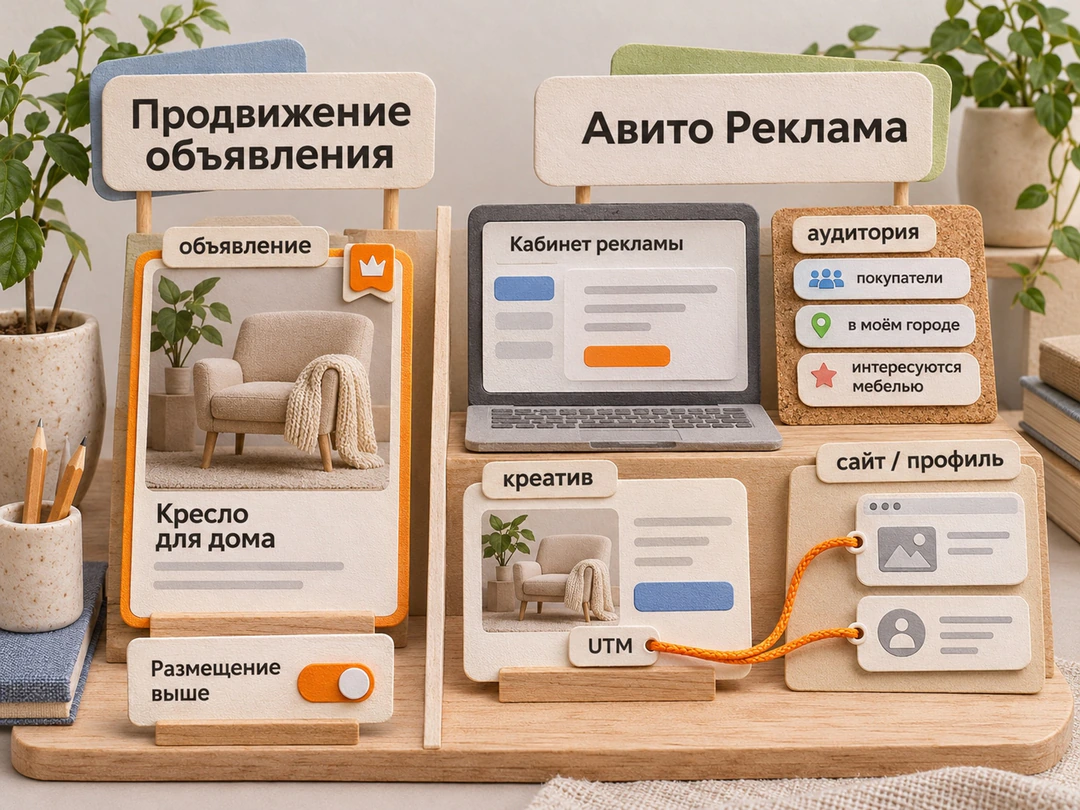 Продвижение
объявления
объявление
Кресло
для дома
Размещение
выше
Авито Реклама
Кабинет рекламы
аудитория
покупатели
в моём городе
интересуются
мебелью
креатив
UTM
сайт / профиль